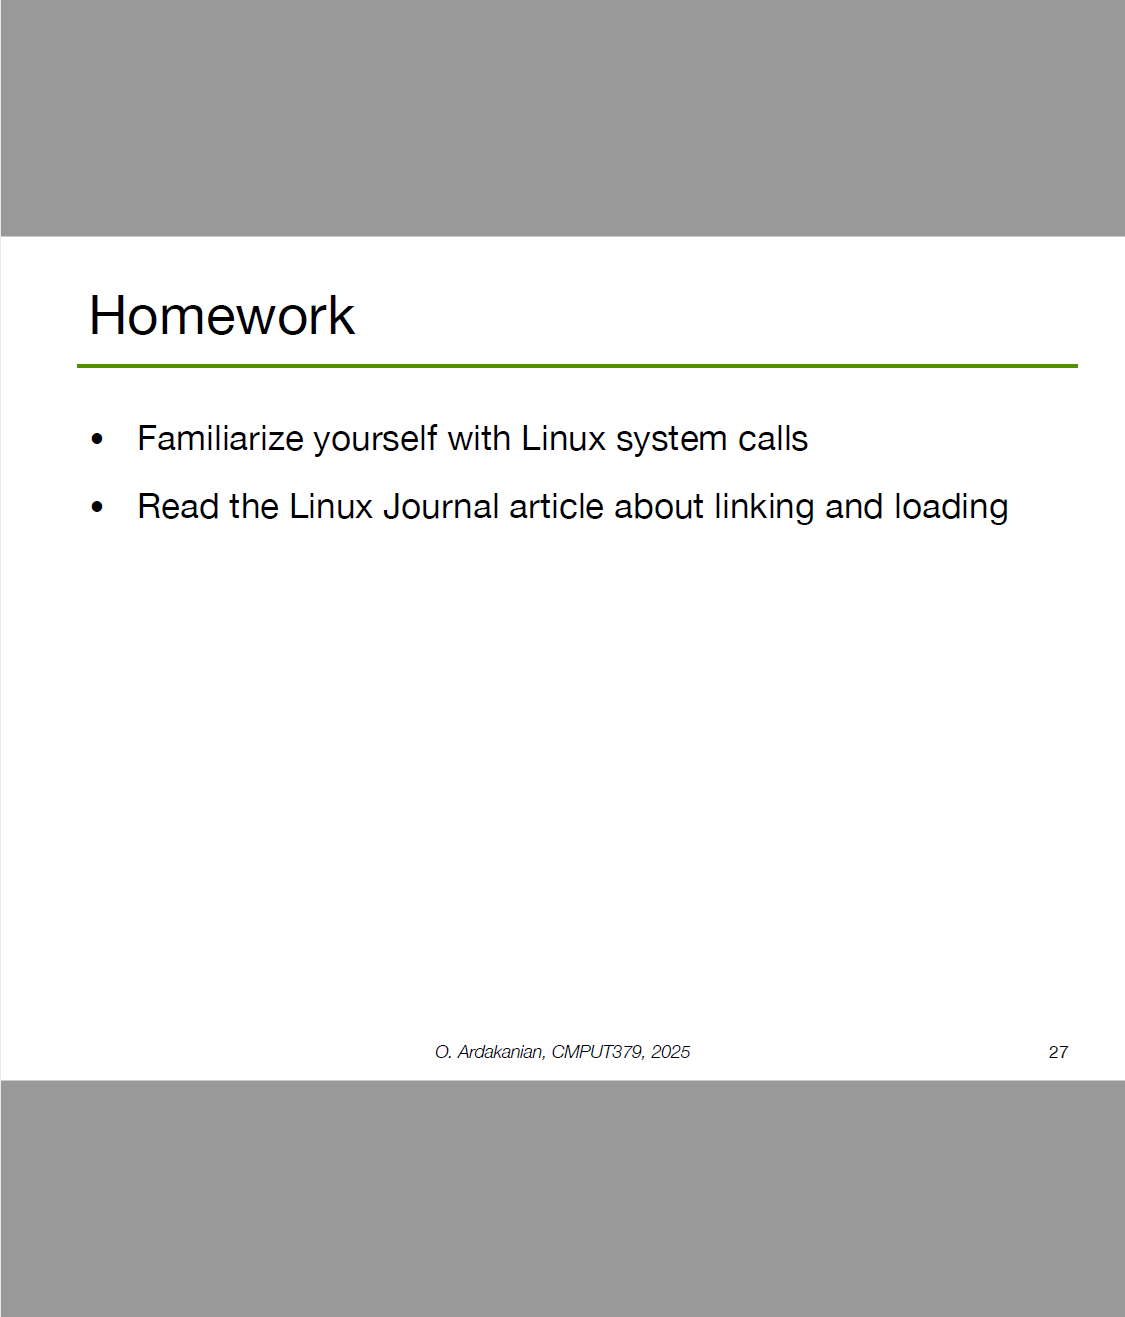 Homework
• Familiarize yourself with Linux system calls
• Read the Linux Journal article about linking and loading
O. Ardakanian, CMPUT379, 2025
27